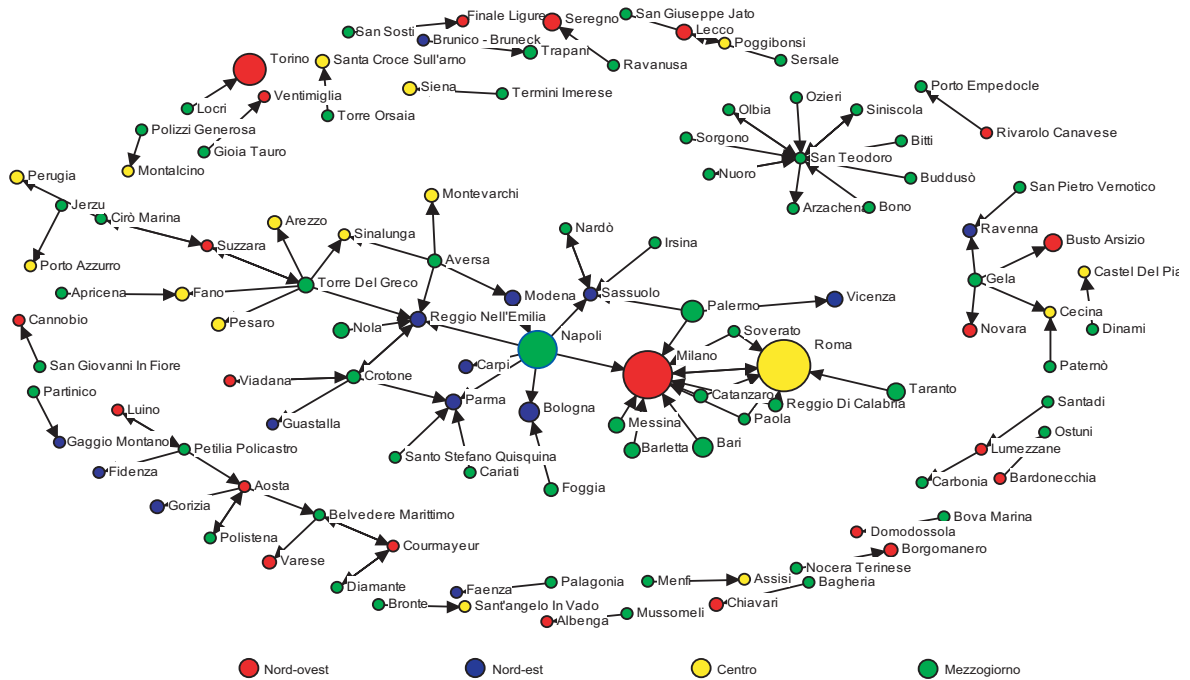 Finale Ligure
San Sosti
Seregno
San Giuseppe Jato
Lecco
Brunico - Bruneck
Trapani
Poggibonsi
Sersale
Ravanusa
Torino
Santa Croce Sull'arno
Siena
Termini Imerese
Ventimiglia
Locri
Torre Orsaia
Polizzi Generosa
Gioia Tauro
Montalcino
Ozieri
Olbia
Siniscola
Sorgono
Bitti
San Teodoro
Nuoro
Buddusò
Arzachena
Bono
Porto Empedocle
Rivarolo Canavese
Perugia
Jerzu
Cirò Marina
Suzzara
Porto Azzurro
Arezzo
Sinalunga
Montevarchi
Aversa
Nardò
Irsina
San Pietro Vernotico
Ravenna
Busto Arsizio
Gela
Castel Del Pia
Novara
Cecina
Dinami
Paternò
Apricena
Fano
Torre Del Greco
Pesaro
Nola
Reggio Nell'Emilia
Modena
Sassuolo
Palermo
Vicenza
Napoli
Soverato
Milano
Roma
Cannobio
San Giovanni In Fiore
Viadana
Crotone
Carpi
Parma
Bologna
Catanzaro
Reggio Di Calabria
Taranto
Paola
Messina
Barletta
Bari
Guastalla
Partinico
Luino
Gaggio Montano
Petilia Policastro
Fidenza
Santo Stefano Quisquina
Cariati
Foggia
Santadi
Ostuni
Lumezzane
Carbonia
Bardonecchia
Gorizia
Aosta
Polistena
Belvedere Marittimo
Varese
Courmayeur
Diamante
Bronte
Bova Marina
Domodossola
Borgomanero
Nocera Terinese
Faenza
Palagonia
Menfi
Assisi
Bagheria
Sant'angelo In Vado
Chiavari
Albenga
Mussomeli
Nord-ovest
Nord-est
Centro
Mezzogiorno